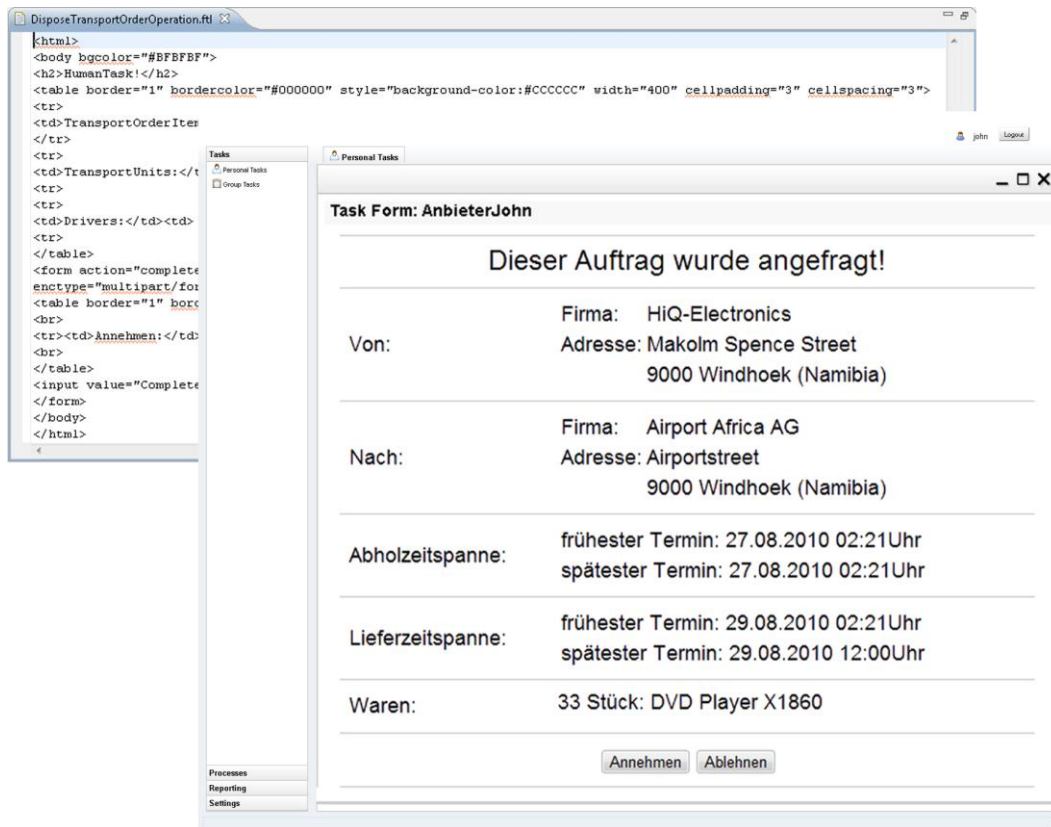 DisposeTransportOrderOperation.ftl
<html>
<body bgcolor="#BFBFBF">
<h2>HumanTask!</h2>
<table border="1" bordercolor="#000000" style="background-color:#CCCCCC" width="400" cellpadding="3" cellspacing="3">
<tr>
<td>TransportOrderItem
</tr>
<tr>
<td>TransportUnits:</t
<tr>
<tr>
<td>Drivers:</td><td>
<tr>
</table>
<form action="complete
enctype="multipart/for
<table border="1" bord
<br>
<tr><td>Annehmen:</td>
<br>
</table>
<input value="Complete
</form>
</body>
</html>
john Logout
Tasks
Personal Tasks
Group Tasks
Processes
Reporting
Settings
Personal Tasks
Task Form: AnbieterJohn
Dieser Auftrag wurde angefragt!
Von:
Firma: HiQ-Electronics
Adresse: Makolm Spence Street
9000 Windhoek (Namibia)
Nach:
Firma: Airport Africa AG
Adresse: Airportstreet
9000 Windhoek (Namibia)
Abholzeitspanne:
frühester Termin: 27.08.2010 02:21Uhr
spätester Termin: 27.08.2010 02:21Uhr
Lieferzeitspanne:
frühester Termin: 29.08.2010 02:21Uhr
spätester Termin: 29.08.2010 12:00Uhr
Waren:
33 Stück: DVD Player X1860
Annehmen Ablehnen